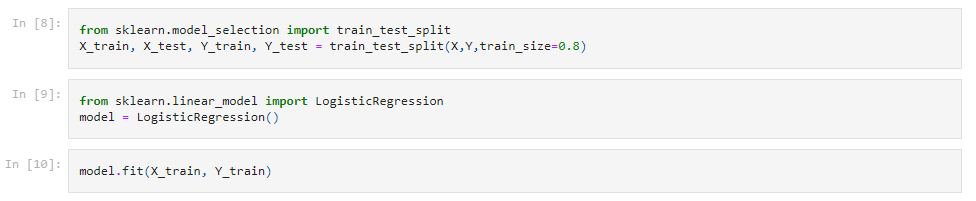 In [8]:
from sklearn.model_selection import train_test_split
X_train, X_test, Y_train, Y_test = train_test_split(X,Y,train_size=0.8)
In [9]:
from sklearn.linear_model import LogisticRegression
model = LogisticRegression()
In [10]:
model.fit(X_train, Y_train)